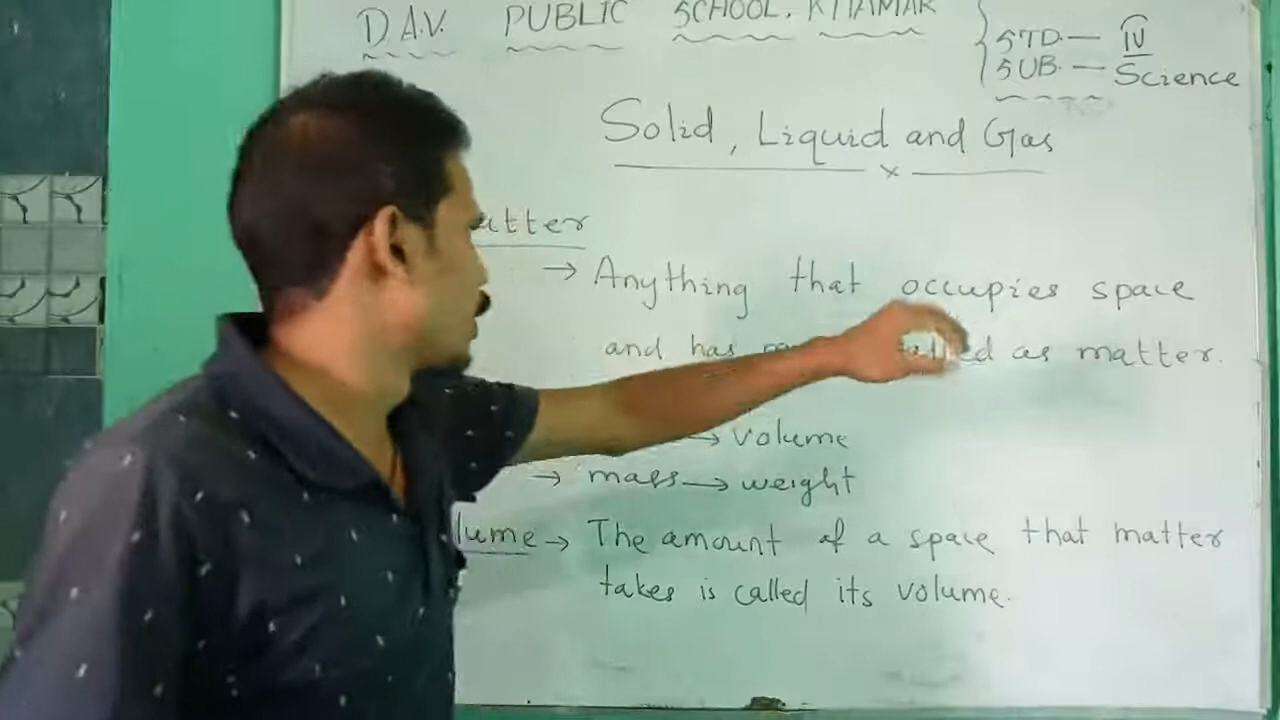 D.A.V. PUBLIC SCHOOL, KHAMAR
STD — IV
SUB — Science
Solid, Liquid and Gas
atter
→ Anything that occupies space
and has as matter.
→ volume
→ mass → weight
lume → The amount of a space that matter
takes is called its volume.